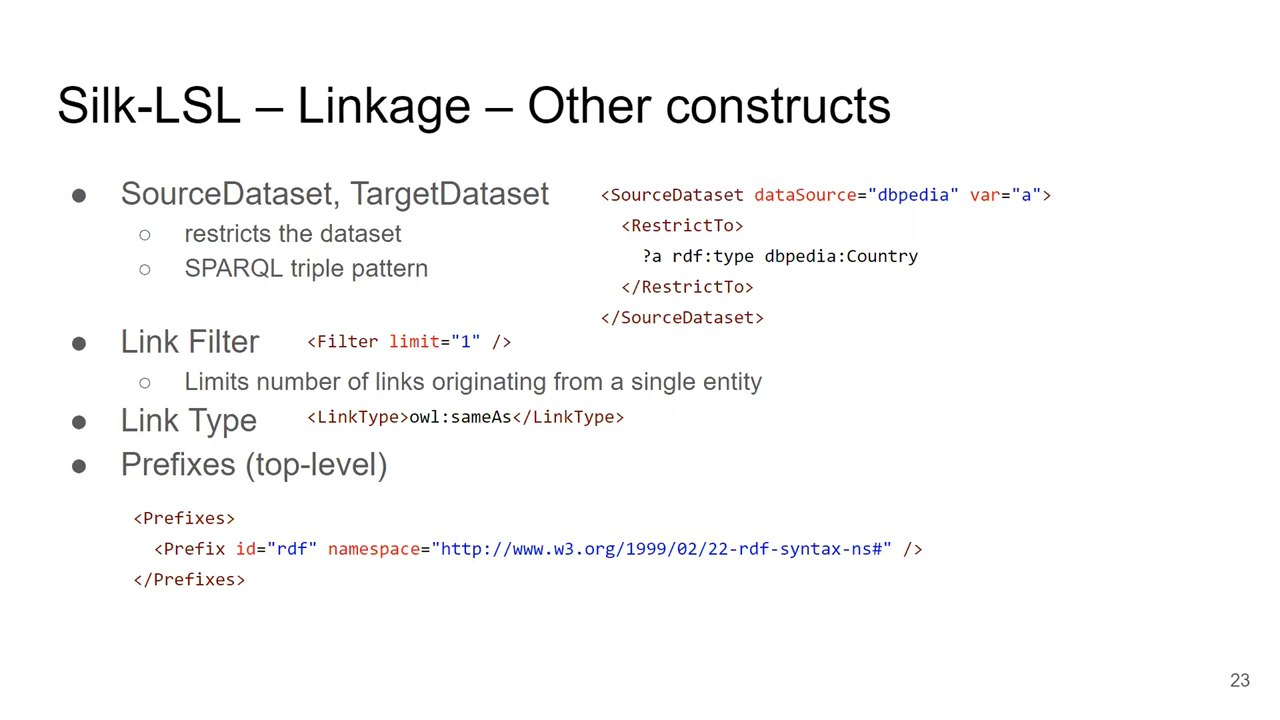 Silk-LSL – Linkage – Other constructs
● SourceDataset, TargetDataset
○ restricts the dataset
○ SPARQL triple pattern
<SourceDataset dataSource="dbpedia" var="a">
<RestrictTo>
?a rdf:type dbpedia:Country
</RestrictTo>
</SourceDataset>
● Link Filter <Filter limit="1" />
○ Limits number of links originating from a single entity
● Link Type <LinkType>owl:sameAs</LinkType>
● Prefixes (top-level)
<Prefixes>
<Prefix id="rdf" namespace="http://www.w3.org/1999/02/22-rdf-syntax-ns#" />
</Prefixes>
23